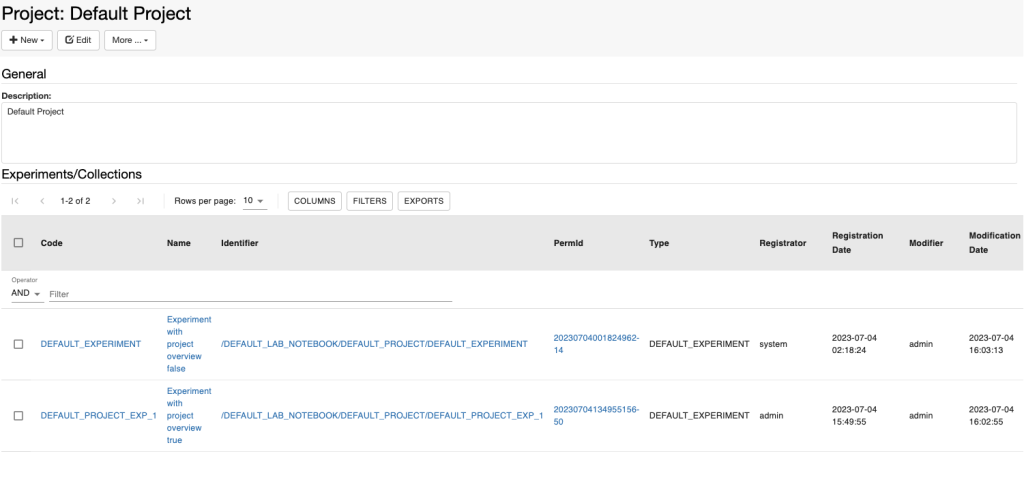 Project: Default Project
New
Edit
More ...
General
Description:
Default Project
Experiments/Collections
1-2 of 2
Rows per page: 10
COLUMNS
FILTERS
EXPORTS
Code Name Identifier PermId Type Registrator Registration Date Modifier Modification Date
Operator
AND Filter
DEFAULT_EXPERIMENT
Experiment
with
project
overview
false
/DEFAULT_LAB_NOTEBOOK/DEFAULT_PROJECT/DEFAULT_EXPERIMENT
20230704001824962-
14
DEFAULT_EXPERIMENT
system
2023-07-04
02:18:24
admin
2023-07-04
16:03:13
DEFAULT_PROJECT_EXP_1
Experiment
with
project
overview
true
/DEFAULT_LAB_NOTEBOOK/DEFAULT_PROJECT/DEFAULT_PROJECT_EXP_1
20230704134955156-
50
DEFAULT_EXPERIMENT
admin
2023-07-04
15:49:55
admin
2023-07-04
16:02:55